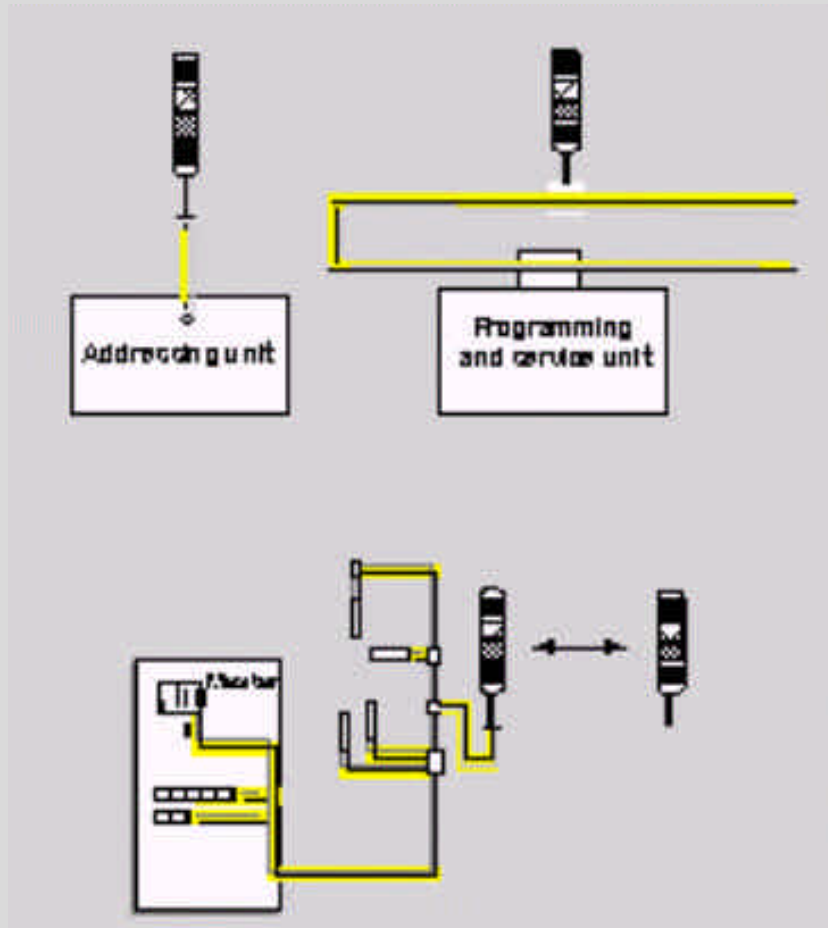 Addressing unit
Programming
and service unit
Master